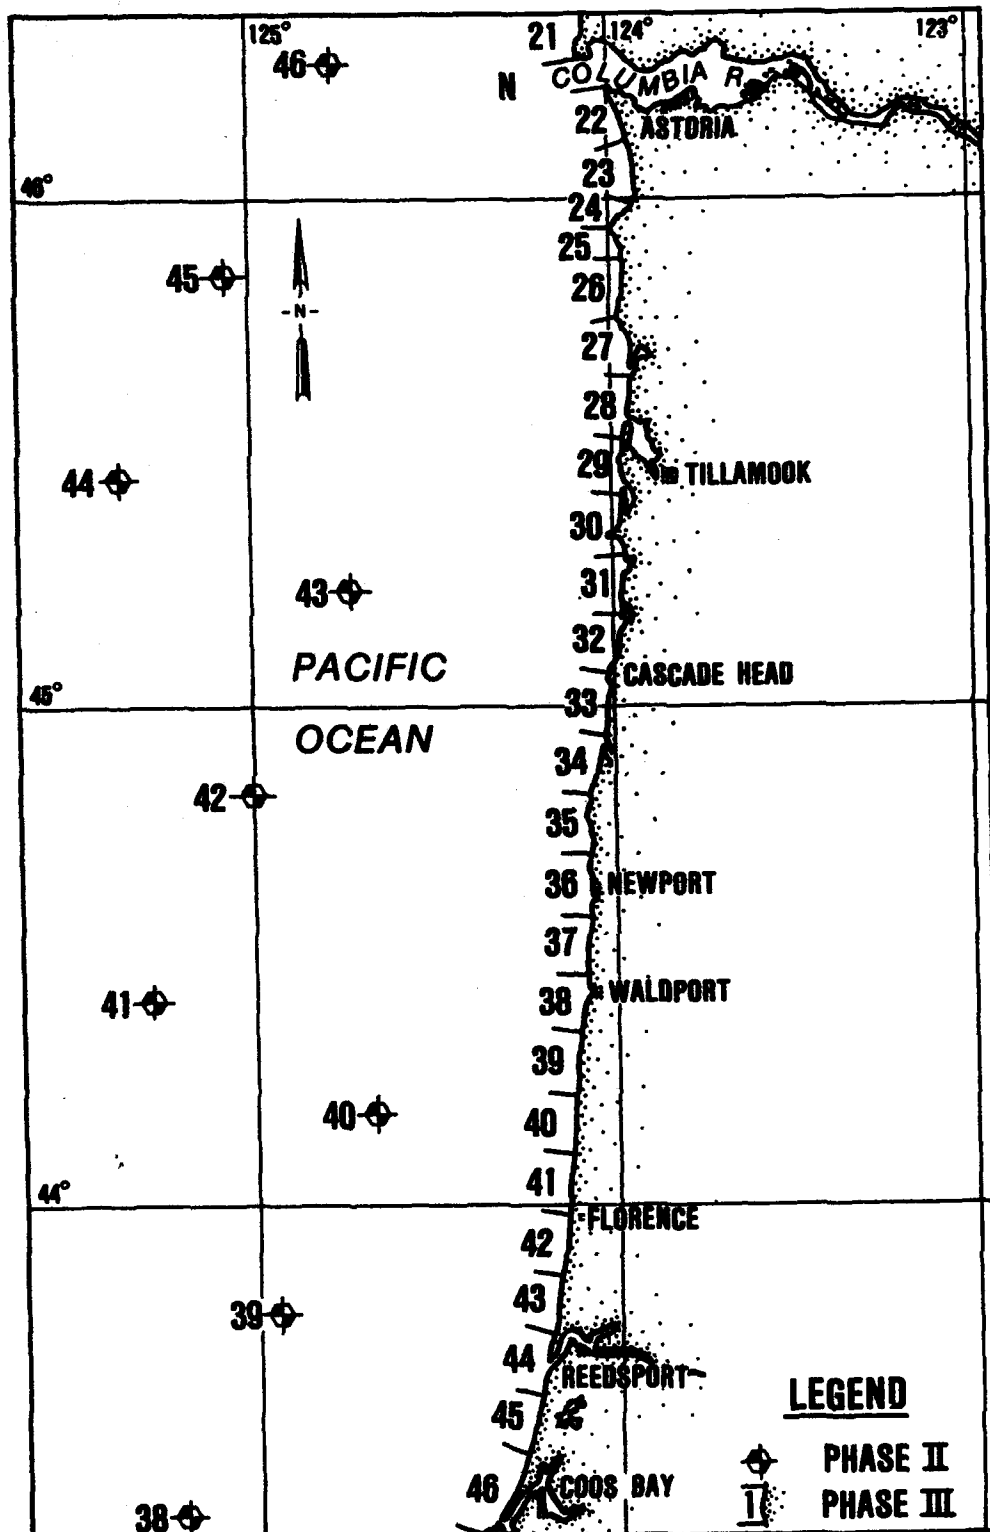 125°
21
124°
123°
46
COLUMBIA R.
N
22
ASTORIA
23
46°
24
25
45
26
-N-
27
28
44
29
TILLAMOOK
30
43
31
32
PACIFIC
CASCADE HEAD
45°
33
OCEAN
34
42
35
36
NEWPORT
37
41
38
WALDPORT
39
40
40
41
44°
FLORENCE
42
39
43
44
REEDSPORT
LEGEND
45
PHASE II
46
COOS BAY
1
PHASE III
38